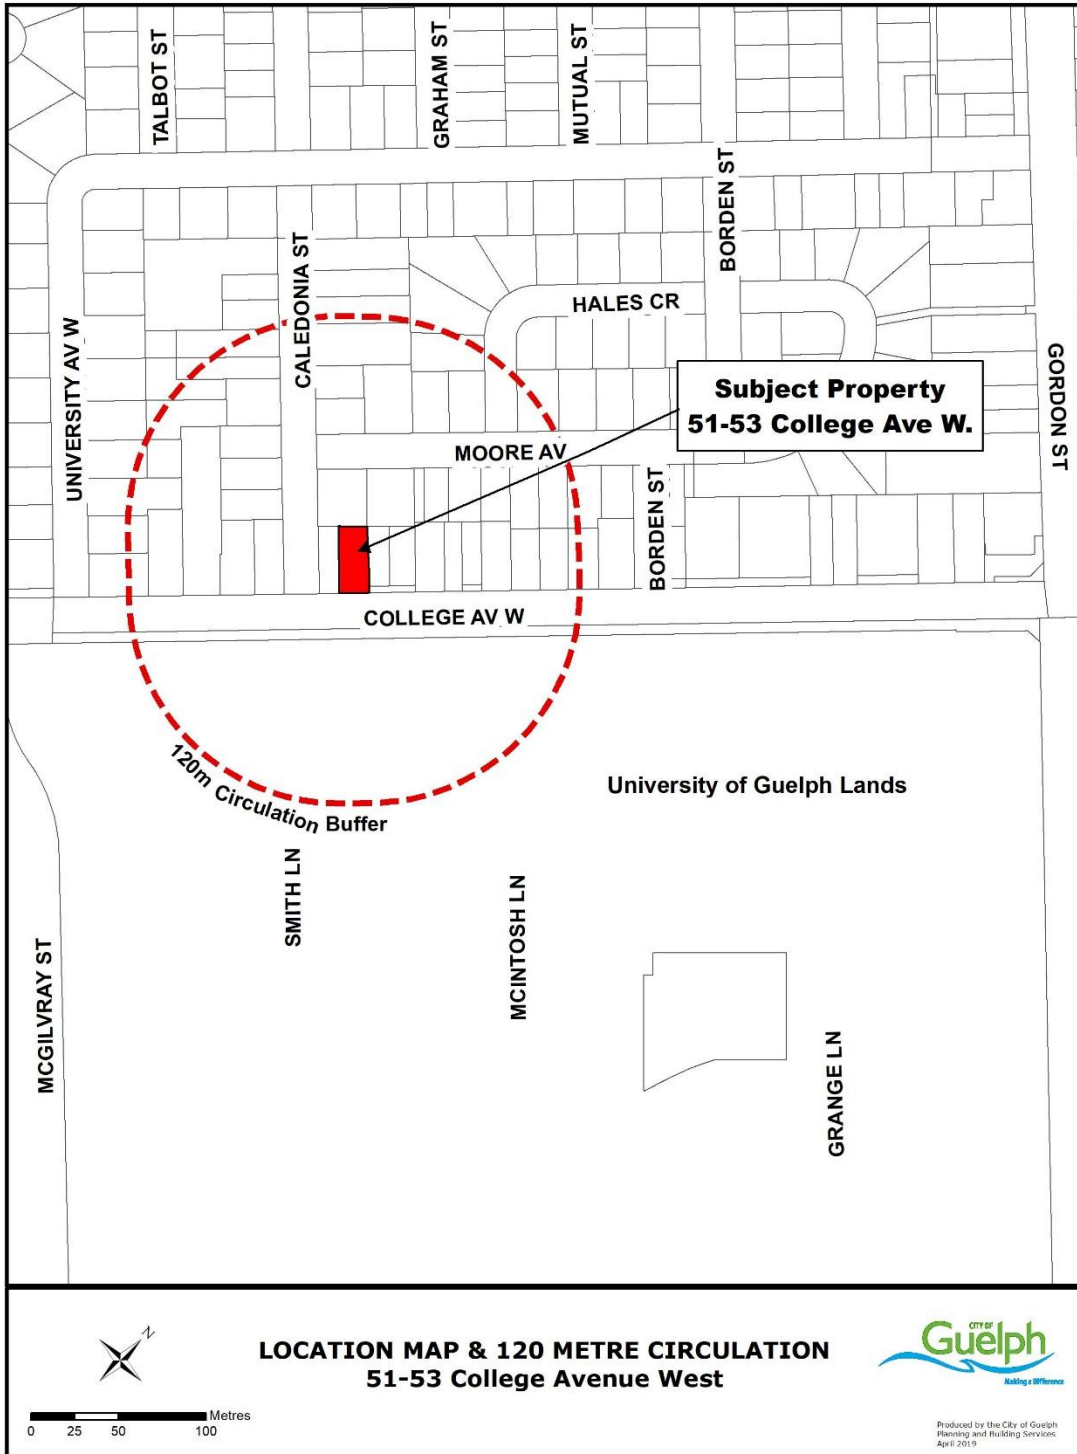 TALBOT ST
GRAHAM ST
MUTUAL ST
BORDEN ST
CALEDONIA ST
UNIVERSITY AV W
HALES CR
GORDON ST
Subject Property
51-53 College Ave W.
MOORE AV
BORDEN ST
COLLEGE AV W
120m Circulation Buffer
University of Guelph Lands
SMITH LN
MCINTOSH LN
MCGILVRAY ST
GRANGE LN
N
LOCATION MAP & 120 METRE CIRCULATION
51-53 College Avenue West
CITY OF
Guelph
Making a Difference
Metres
0 25 50 100
Produced by the City of Guelph
Planning and Building Services
April 2019